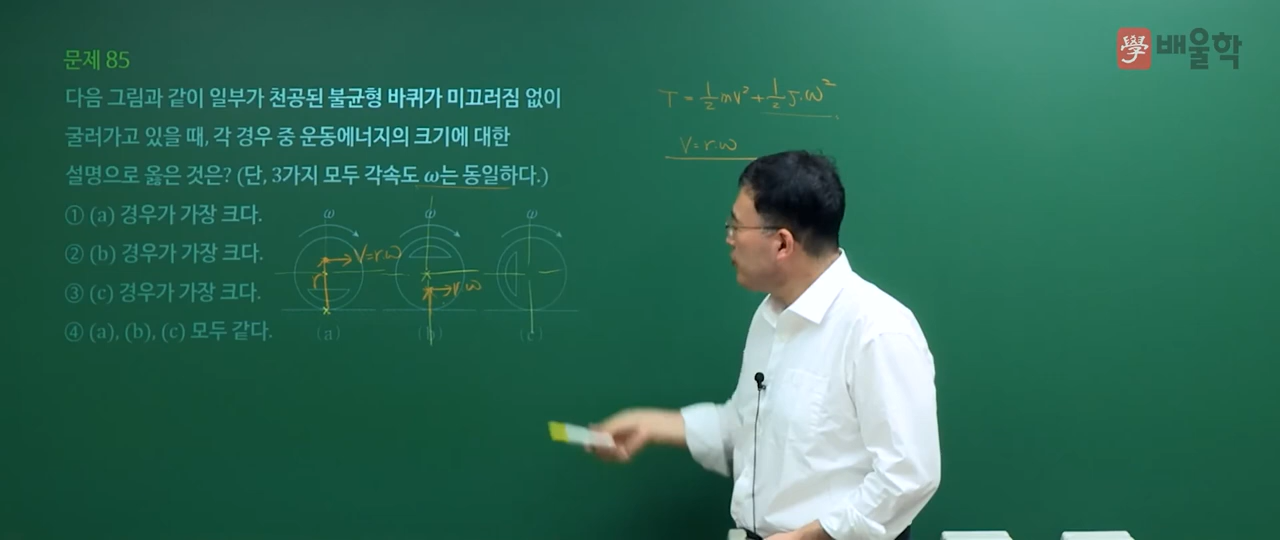 문제 85
다음 그림과 같이 일부가 천공된 불균형 바퀴가 미끄러짐 없이
굴러가고 있을 때, 각 경우 중 운동에너지의 크기에 대한
설명으로 옳은 것은? (단, 3가지 모두 각속도 ω는 동일하다.)
① (a) 경우가 가장 크다.
② (b) 경우가 가장 크다.
③ (c) 경우가 가장 크다.
④ (a), (b), (c) 모두 같다.
ω ω ω
r V=r·ω r·ω
(a) (b) (c)
T = 1/2 mV² + 1/2 J·ω²
V=r·ω
學 배울학